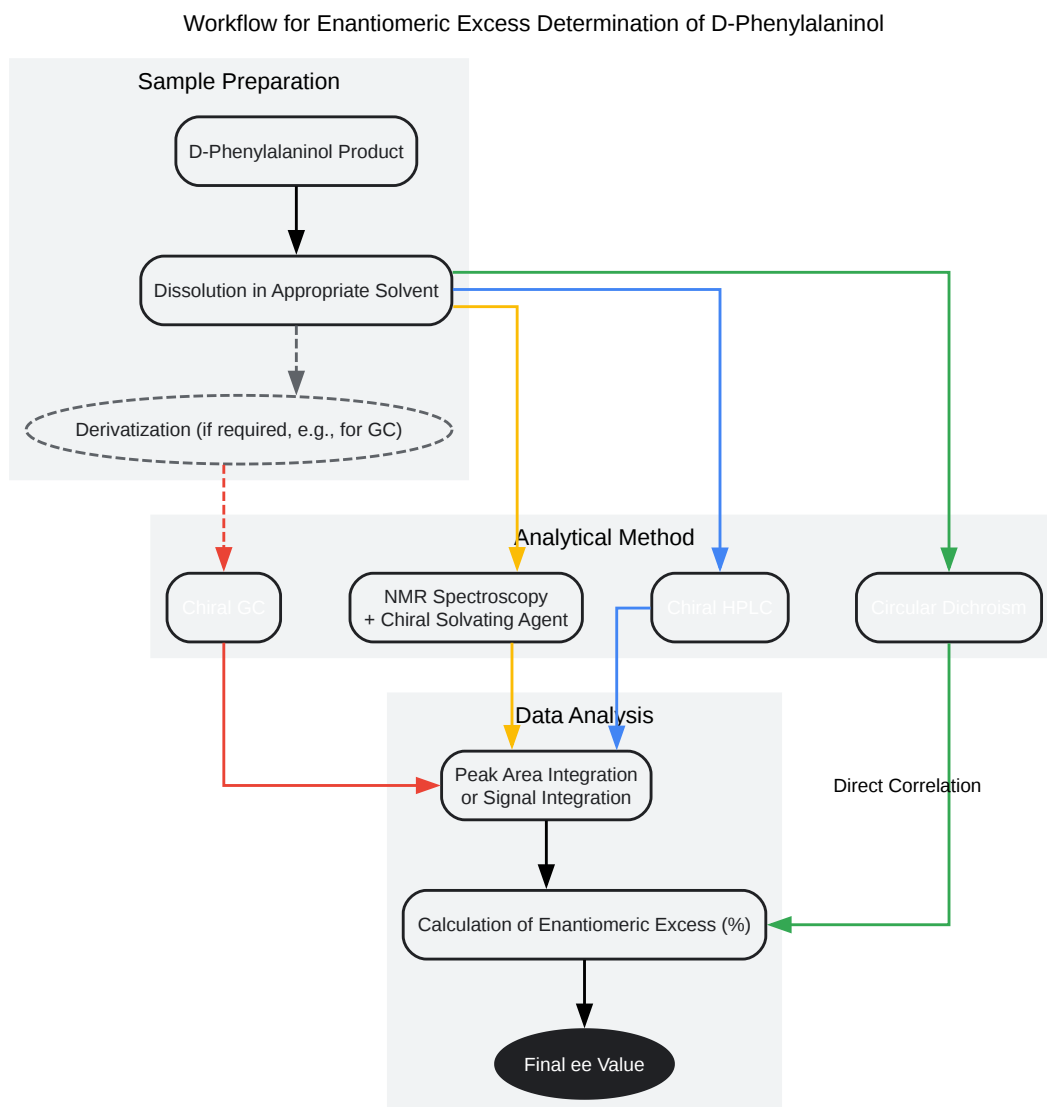 Workflow for Enantiomeric Excess Determination of D-Phenylalaninol
Sample Preparation
D-Phenylalaninol Product
Dissolution in Appropriate Solvent
Derivatization (if required, e.g., for GC)
Analytical Method
Chiral GC
NMR Spectroscopy
+ Chiral Solvating Agent
Chiral HPLC
Circular Dichroism
Data Analysis
Peak Area Integration
or Signal Integration
Direct Correlation
Calculation of Enantiomeric Excess (%)
Final ee Value